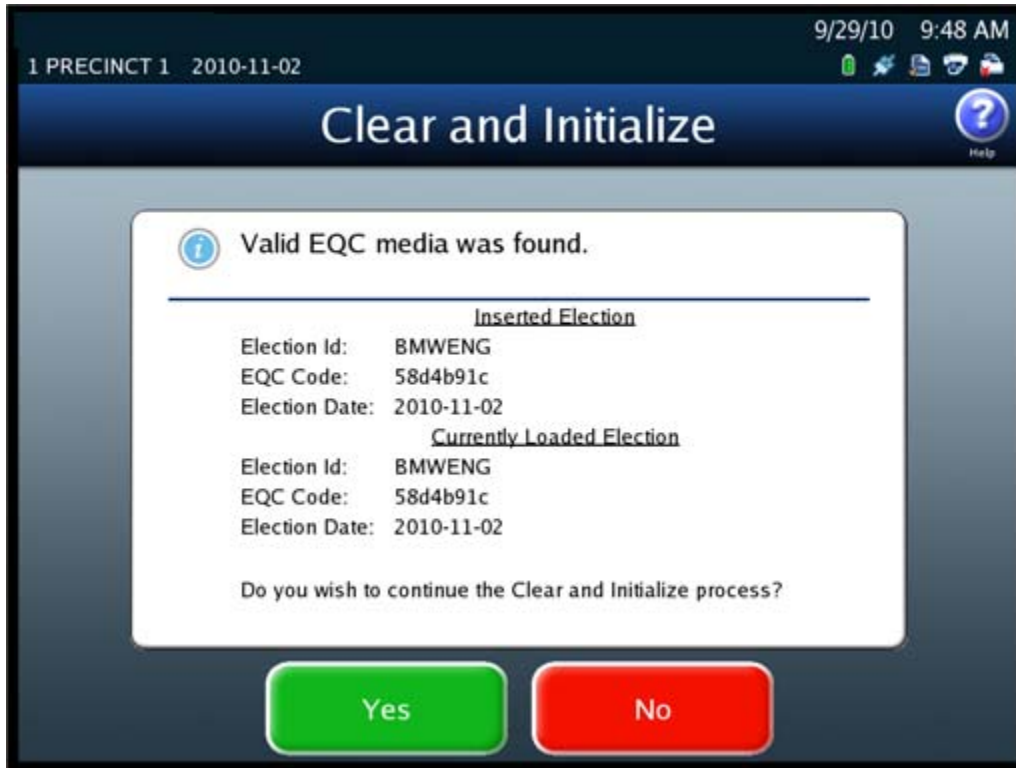 9/29/10 9:48 AM
1 PRECINCT 1 2010-11-02
Clear and Initialize
Help
Valid EQC media was found.
Inserted Election
Election Id: BMWENG
EQC Code: 58d4b91c
Election Date: 2010-11-02
Currently Loaded Election
Election Id: BMWENG
EQC Code: 58d4b91c
Election Date: 2010-11-02
Do you wish to continue the Clear and Initialize process?
Yes No